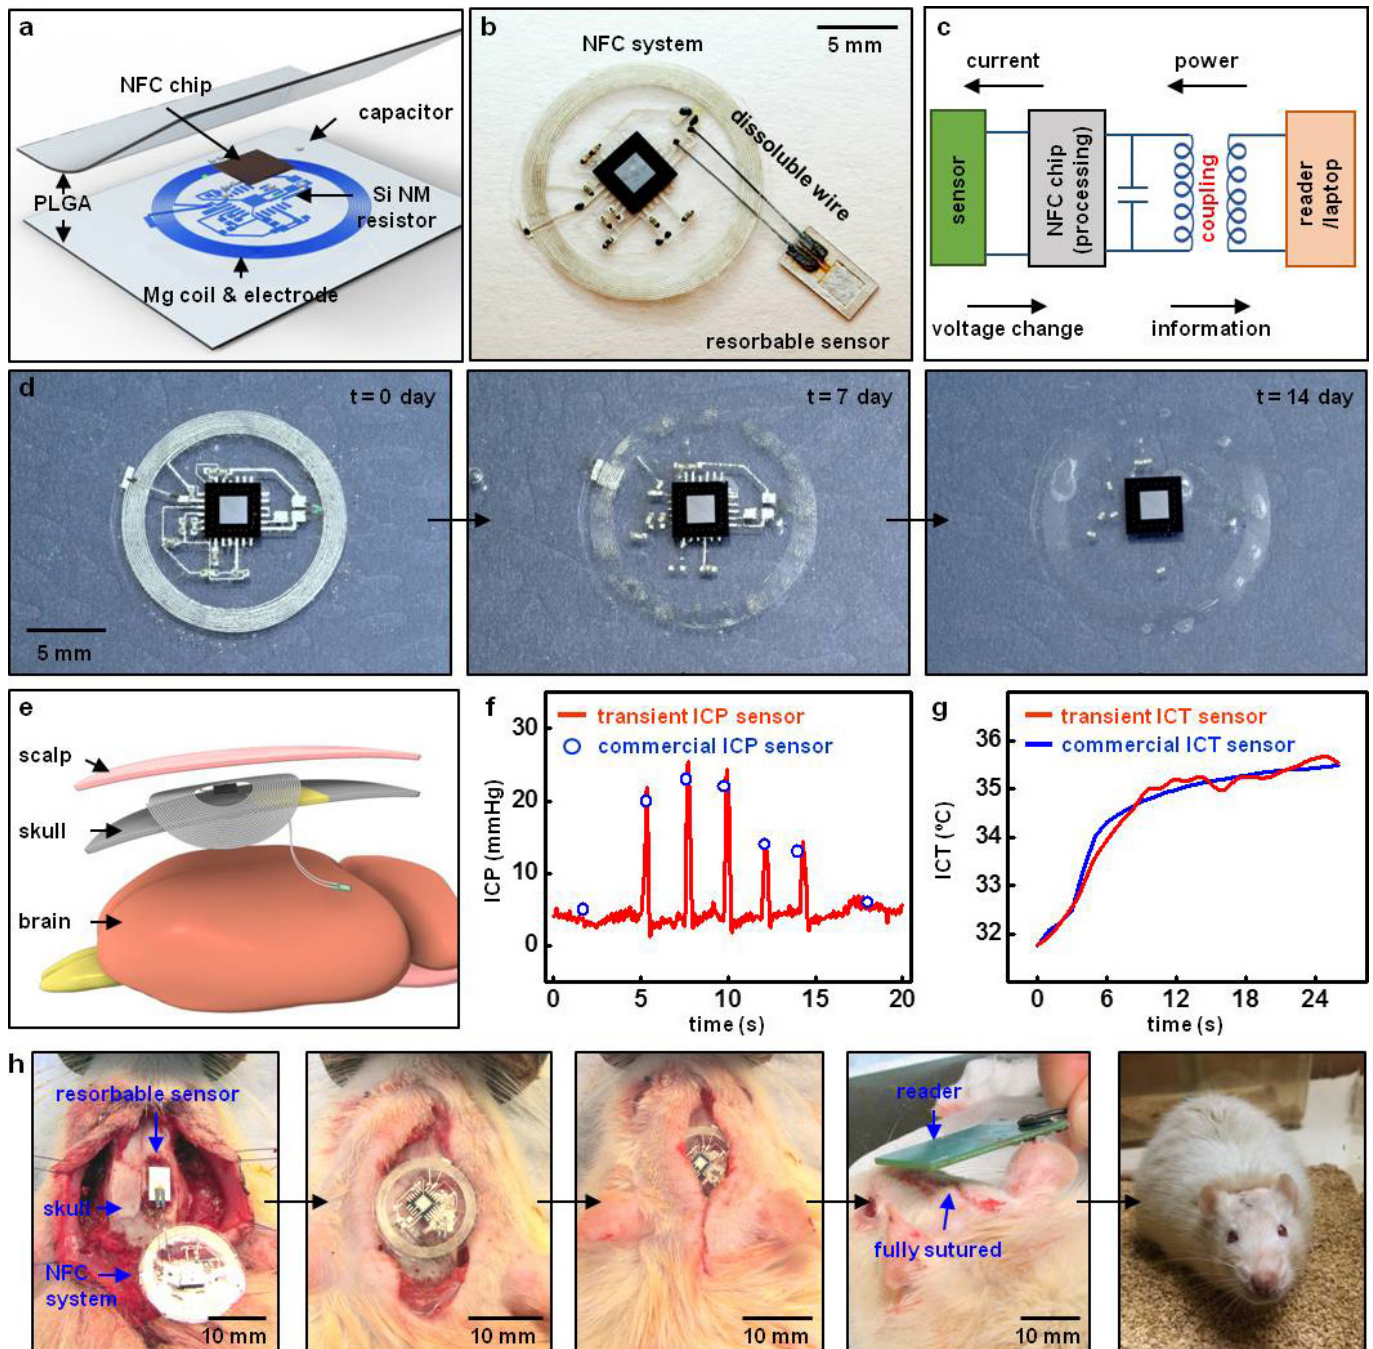 a
NFC chip
capacitor
PLGA
Si NM
resistor
Mg coil & electrode
b
NFC system
5 mm
dissoluble wire
resorbable sensor
c
current
power
sensor
NFC chip
(processing)
coupling
reader
/laptop
voltage change
information
d
t = 0 day
5 mm
t = 7 day
t = 14 day
e
scalp
skull
brain
f
transient ICP sensor
commercial ICP sensor
30
20
10
0
ICP (mmHg)
0 5 10 15 20
time (s)
g
transient ICT sensor
commercial ICT sensor
36
35
34
33
32
ICT (ºC)
0 6 12 18 24
time (s)
h
resorbable sensor
skull
NFC
system
10 mm
10 mm
10 mm
reader
fully sutured
10 mm